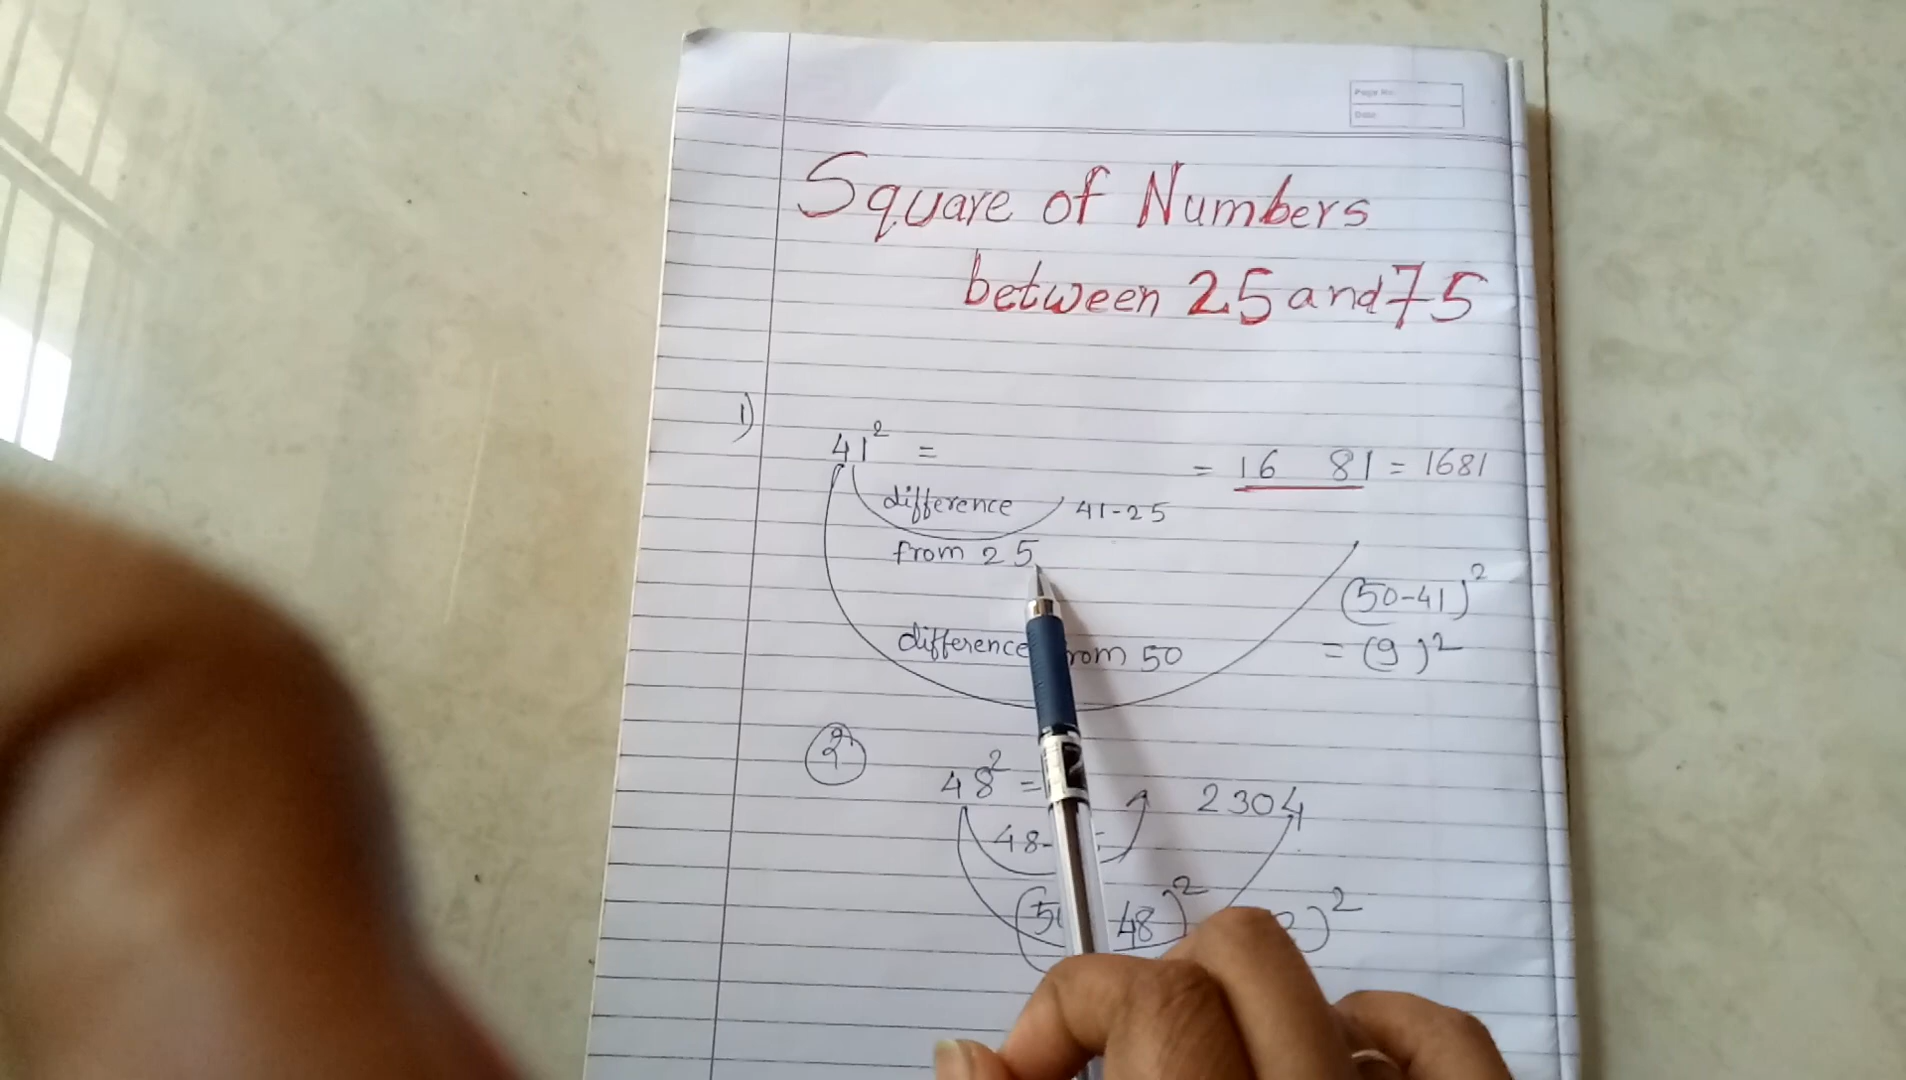 Page No.
Date:
Square of Numbers
between 25 and 75
1)
41² = = 16 81 = 1681
difference 41-25
from 25
(50-41)²
difference from 50 = (9)²
2
48² = 2304
48-
48)² )²